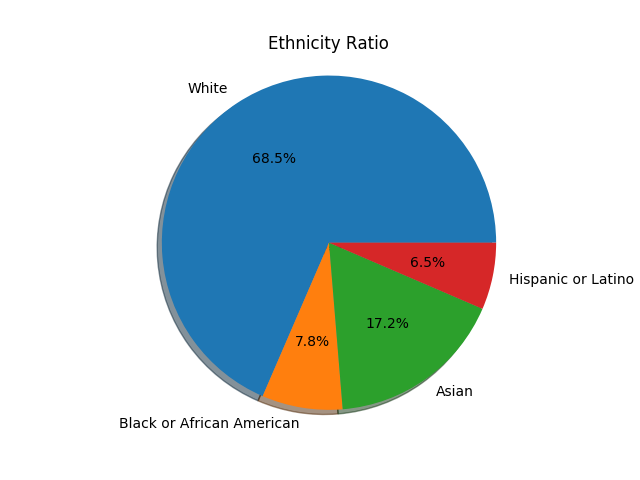 Ethnicity Ratio
White
68.5%
6.5%
Hispanic or Latino
17.2%
7.8%
Asian
Black or African American